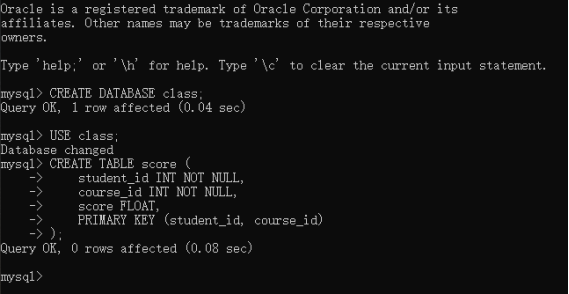 Oracle is a registered trademark of Oracle Corporation and/or its
affiliates. Other names may be trademarks of their respective
owners.
Type 'help;' or '\h' for help. Type '\c' to clear the current input statement.
mysql> CREATE DATABASE class;
Query OK, 1 row affected (0.04 sec)
mysql> USE class;
Database changed
mysql> CREATE TABLE score (
    ->     student_id INT NOT NULL,
    ->     course_id INT NOT NULL,
    ->     score FLOAT,
    ->     PRIMARY KEY (student_id, course_id)
    -> );
Query OK, 0 rows affected (0.08 sec)
mysql>